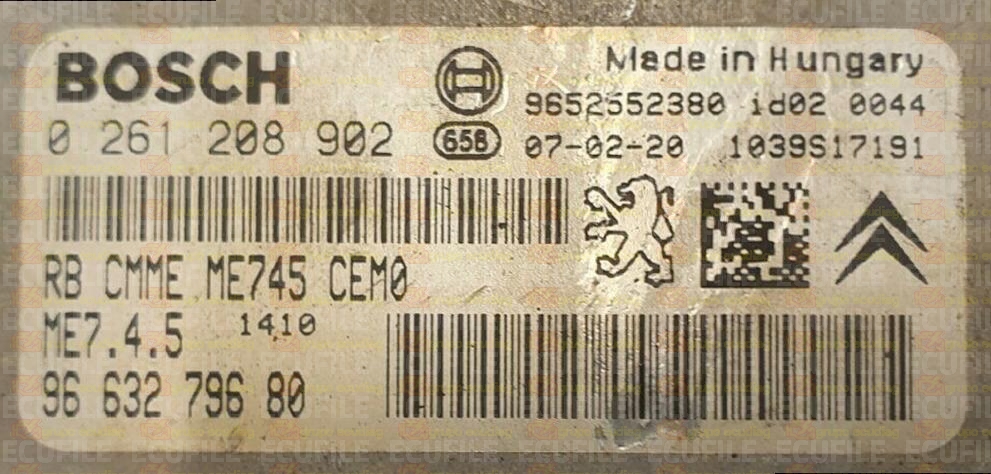 BOSCH
Made in Hungary
9652552380 id02 0044
0 261 208 902
658
07-02-20 1039S17191
RB CMME ME745 CEM0
ME7.4.5 1410
96 632 796 80
ECUFILE